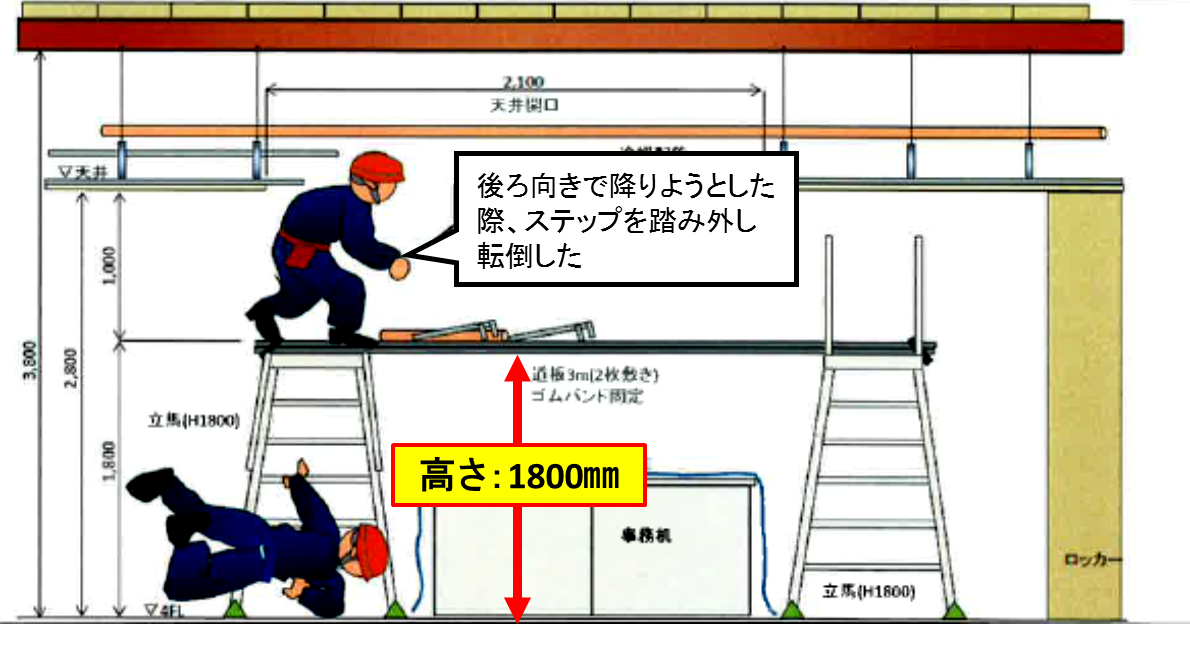 2,100
天井開口
▽天井
後ろ向きで降りようとした
際、ステップを踏み外し
転倒した
1,000
3,800
2,800
道板3m(2枚敷き)
ゴムバンド固定
立馬(H1800)
1,800
高さ:1800㎜
事務机
ロッカー
立馬(H1800)
▽4FL